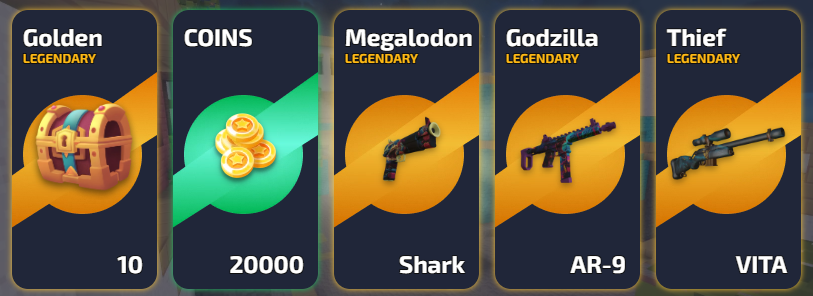 Golden
LEGENDARY
10
COINS
20000
Megalodon
LEGENDARY
Shark
Godzilla
LEGENDARY
AR-9
Thief
LEGENDARY
VITA